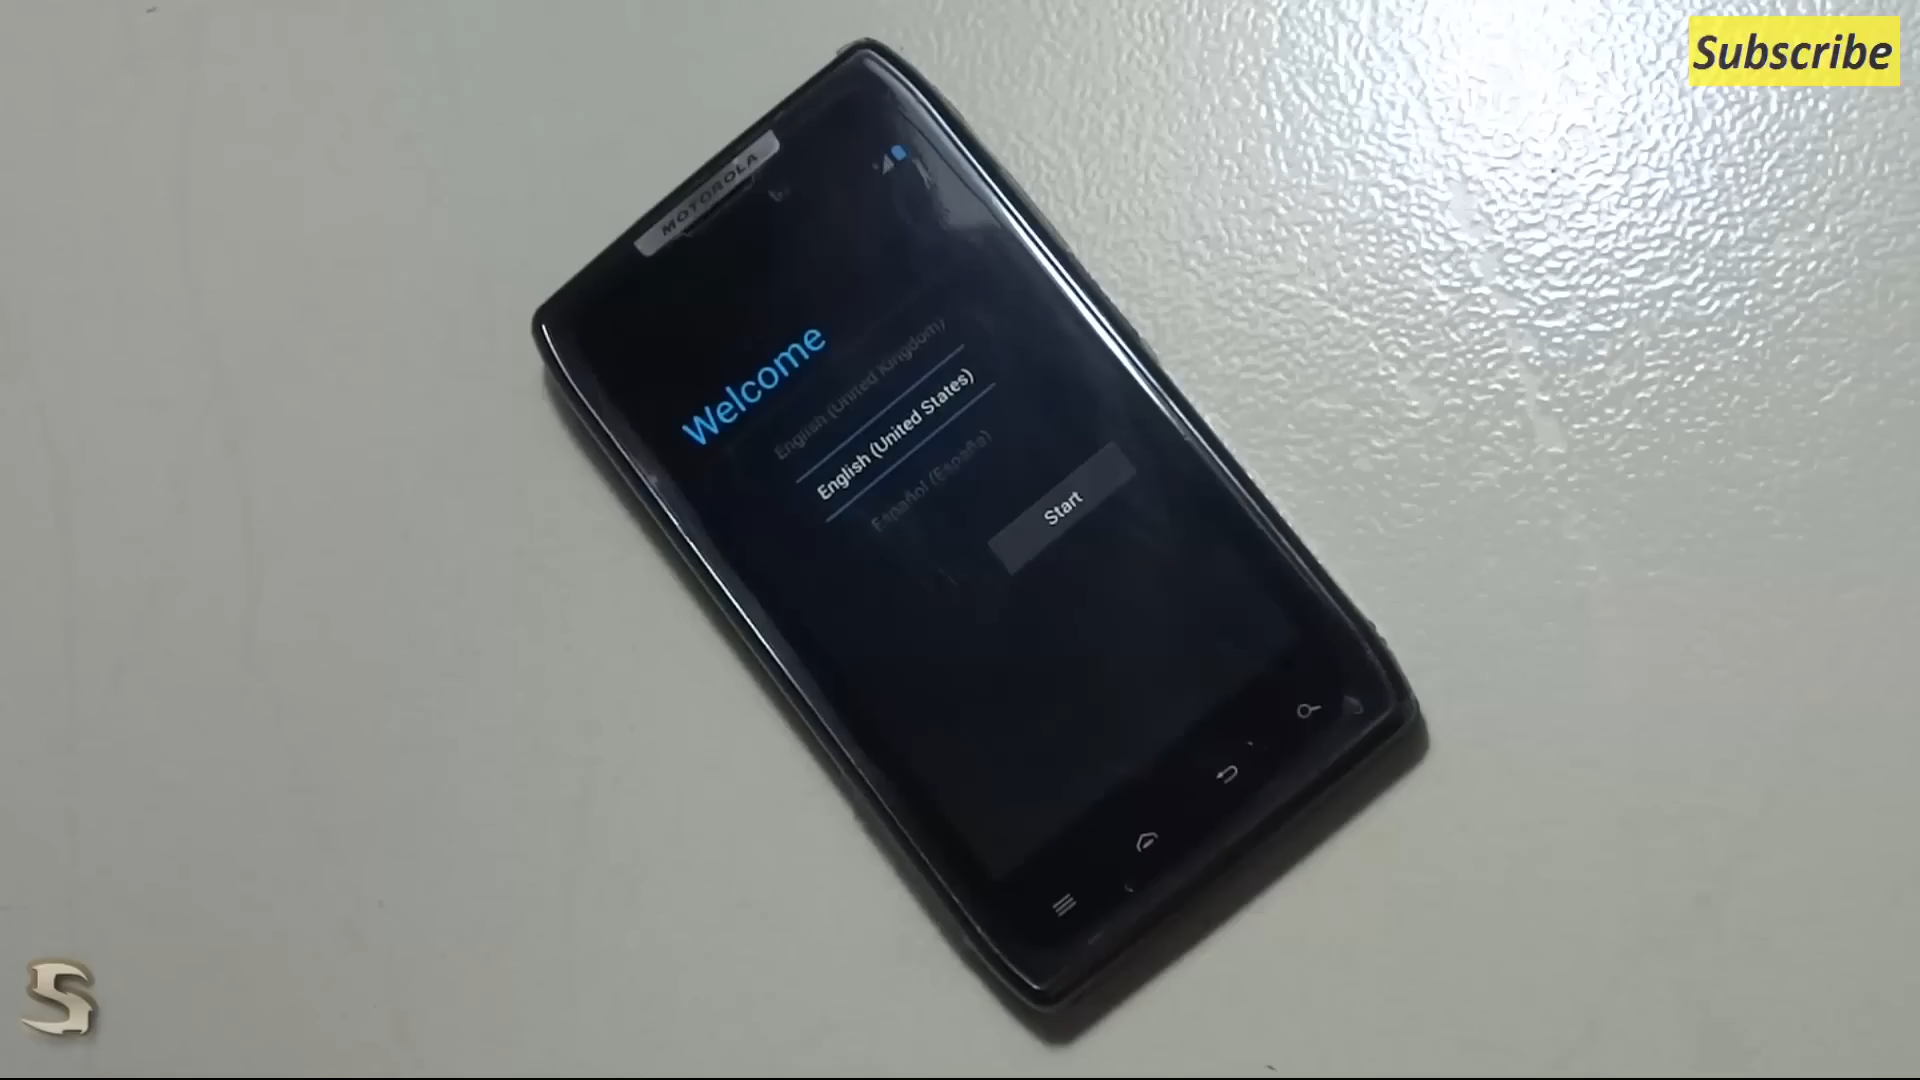 Subscribe
MOTOROLA
Welcome
English (United Kingdom)
English (United States)
Español (España)
Start
S